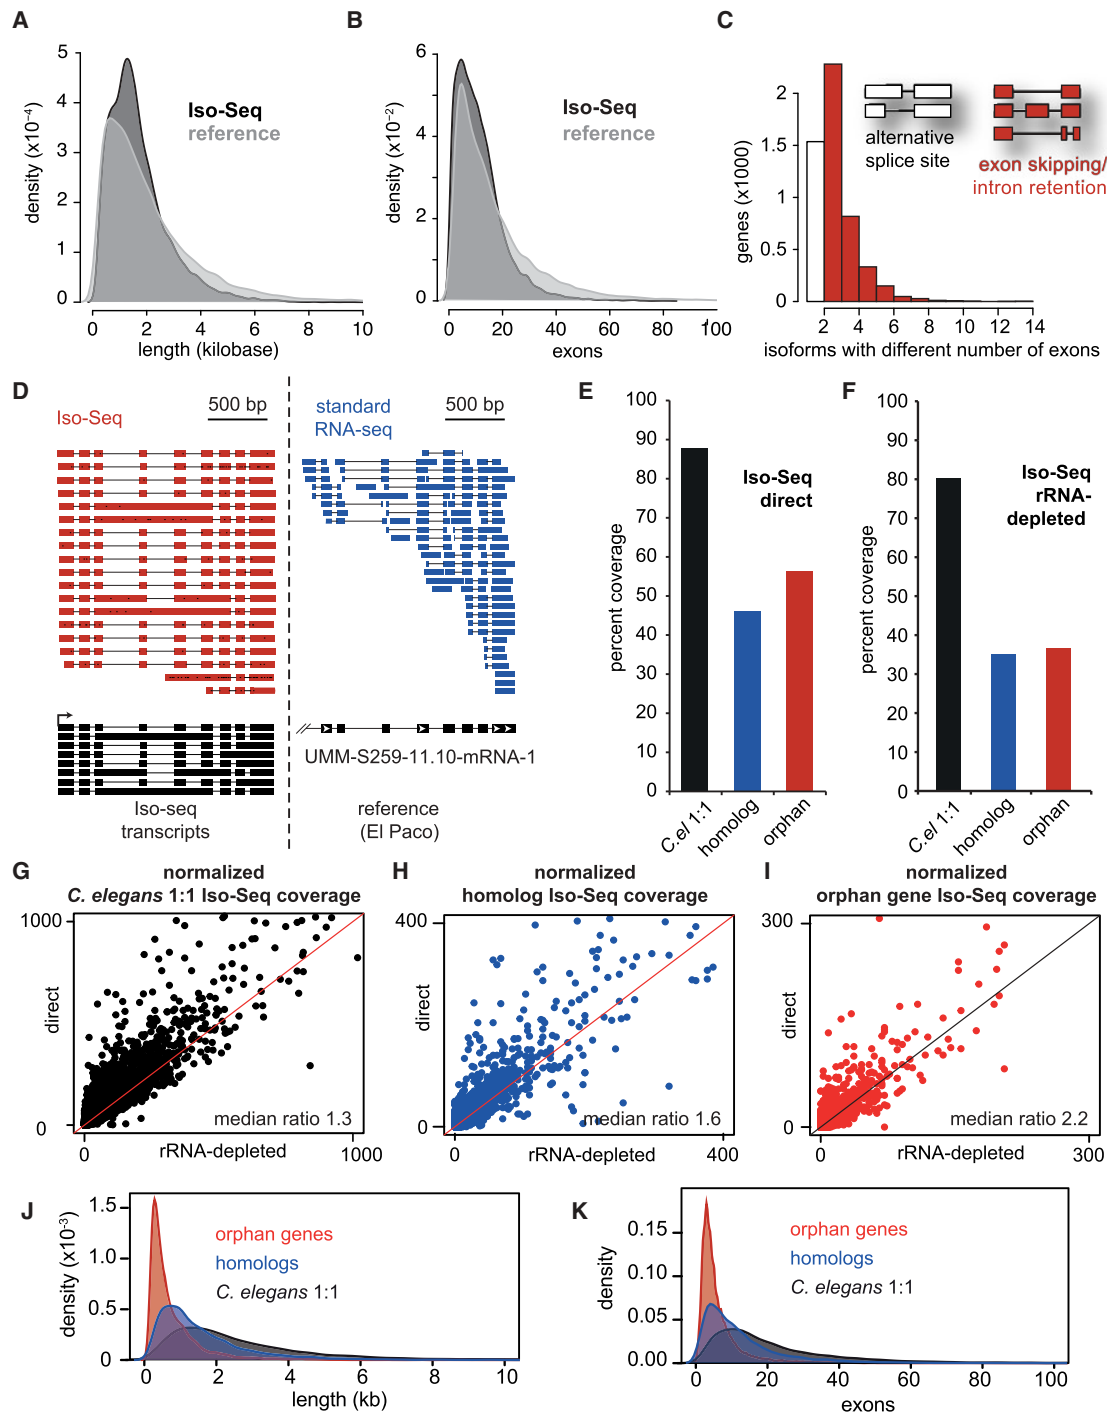 A
5
4
3
2
1
0
density (x10⁻⁴)
Iso-Seq
reference
0 2 4 6 8 10
length (kilobase)
B
6
4
2
0
density (x10⁻²)
Iso-Seq
reference
0 20 40 60 80 100
exons
C
2
1.5
1
0.5
0
genes (x1000)
alternative
splice site
exon skipping/
intron retention
2 4 6 8 10 12 14
isoforms with different number of exons
D
Iso-Seq
500 bp
standard
RNA-seq
500 bp
UMM-S259-11.10-mRNA-1
Iso-seq
transcripts
reference
(El Paco)
E
100
90
80
70
60
50
40
30
20
10
0
percent coverage
Iso-Seq
direct
C.el 1:1
homolog
orphan
F
100
90
80
70
60
50
40
30
20
10
0
percent coverage
Iso-Seq
rRNA-
depleted
C.el 1:1
homolog
orphan
G
normalized
C. elegans 1:1 Iso-Seq coverage
1000
direct
0
median ratio 1.3
0 rRNA-depleted 1000
H
normalized
homolog Iso-Seq coverage
400
direct
0
median ratio 1.6
0 rRNA-depleted 400
I
normalized
orphan gene Iso-Seq coverage
300
direct
0
median ratio 2.2
0 rRNA-depleted 300
J
1.5
1.0
0.5
0
density (x10⁻³)
orphan genes
homologs
C. elegans 1:1
0 2 4 6 8 10
length (kb)
K
0.15
0.10
0.05
0.00
density
orphan genes
homologs
C. elegans 1:1
0 20 40 60 80 100
exons